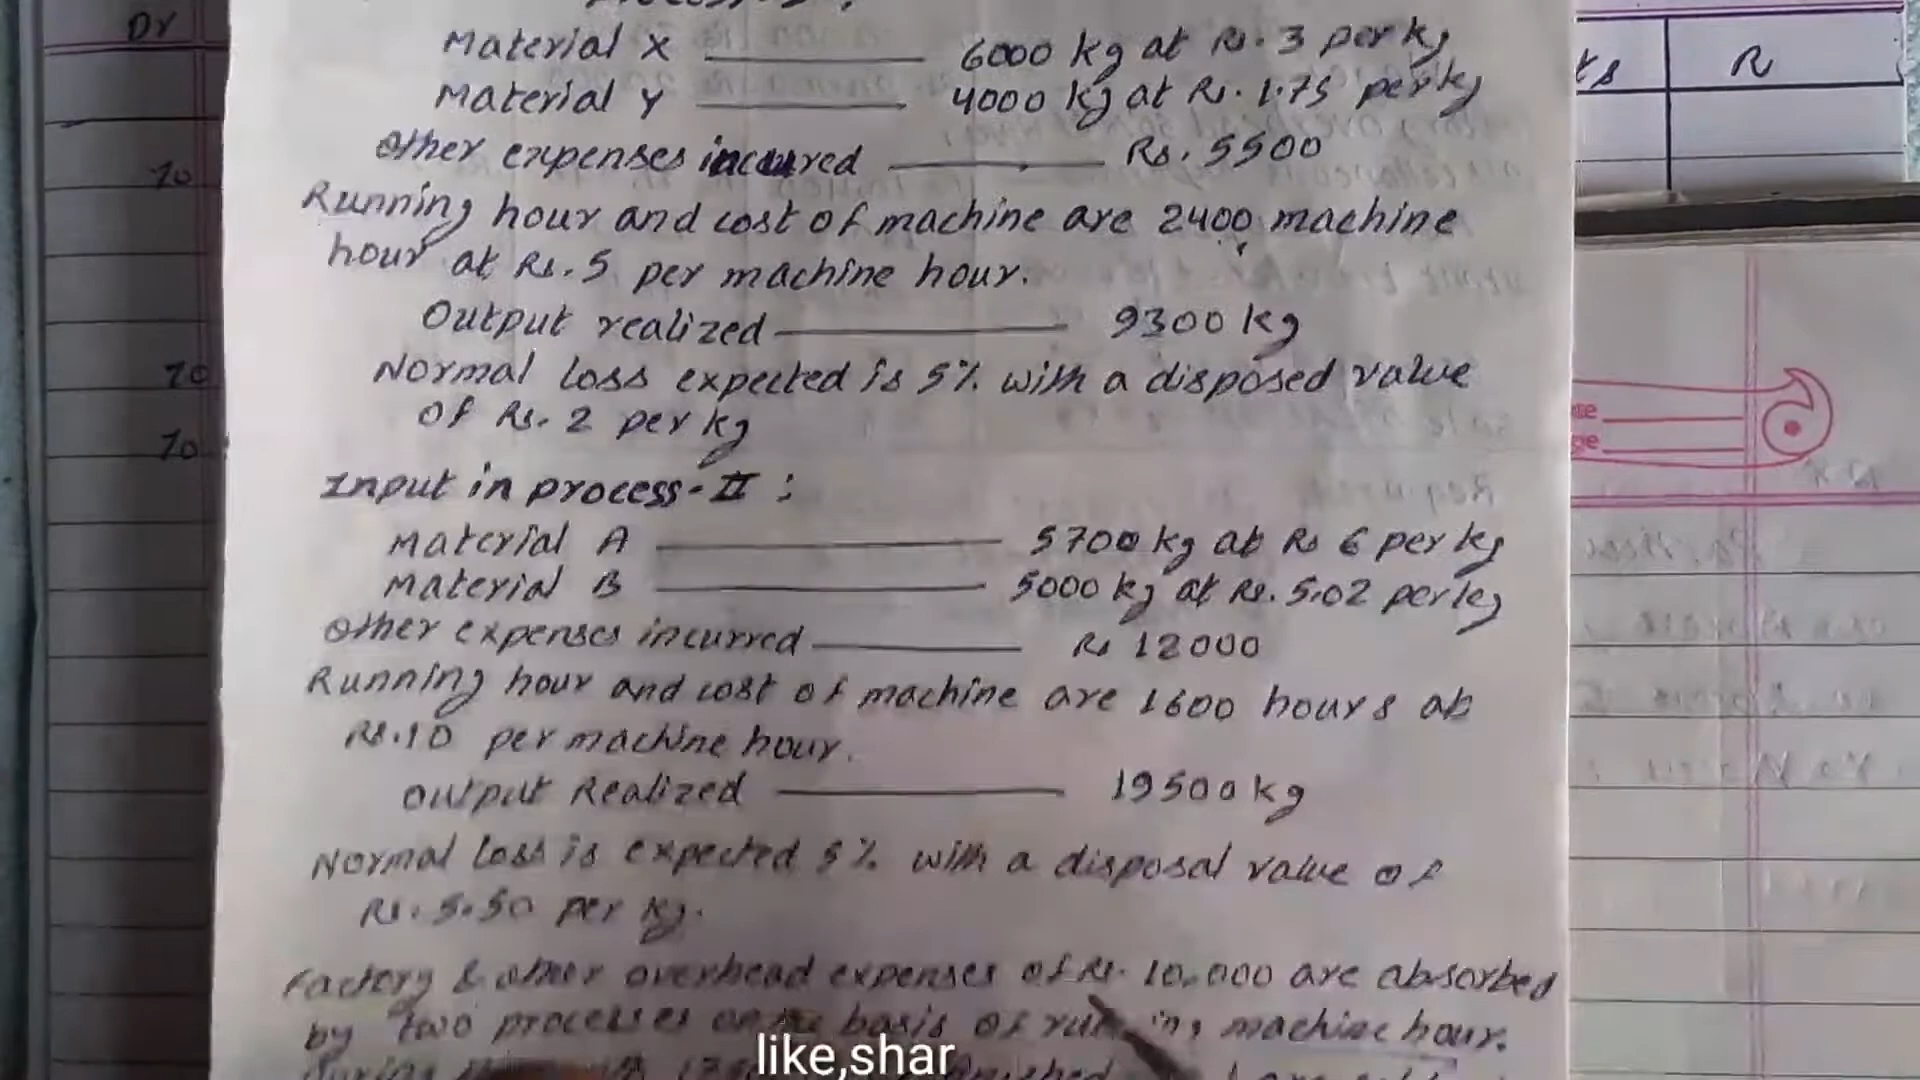 Dr
Material X 6000 kg at Rs. 3 per kg
Material Y 4000 kg at Rs. 1.75 per kg
other expenses incurred Rs. 5500
Running hour and cost of machine are 2400 machine
hour at Rs. 5 per machine hour.
Output realized 9300 kg
Normal loss expected is 5% with a disposed value
of Rs. 2 per kg
Input in process-II :
Material A 5700 kg at Rs 6 per kg
Material B 5000 kg at Rs. 5.02 per kg
other expenses incurred Rs 12000
Running hour and cost of machine are 1600 hours at
Rs.10 per machine hour.
Output Realized 19500 kg
Normal Loss is expected 5% with a disposal value of
Rs. 5.50 per kg.
Factory & other overhead expenses of Rs. 10,000 are absorbed
by two processes on the basis of running machine hour.
like,shar
ts
R
To
To
To